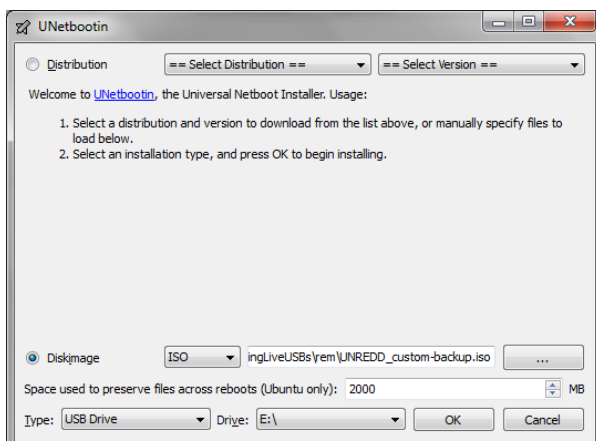 UNetbootin
Distribution == Select Distribution == == Select Version ==
Welcome to UNetbootin, the Universal Netboot Installer. Usage:
1. Select a distribution and version to download from the list above, or manually specify files to
load below.
2. Select an installation type, and press OK to begin installing.
Diskimage ISO ingLiveUSBs\rem\UNREDD_custom-backup.iso ...
Space used to preserve files across reboots (Ubuntu only): 2000 MB
Type: USB Drive Drive: E:\ OK Cancel